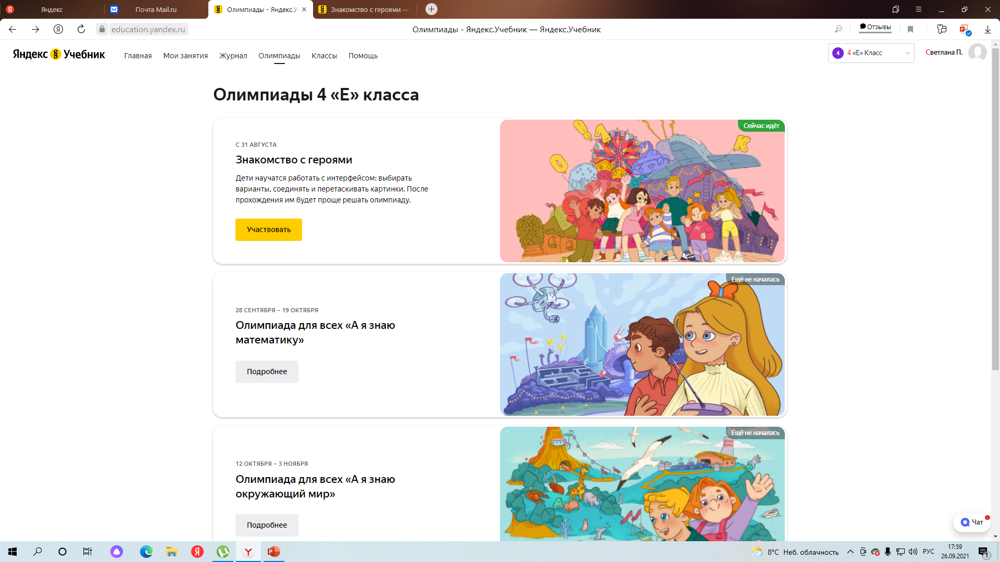 Яндекс
Почта Mail.ru
Олимпиады - Яндекс.У
Знакомство с героями —
education.yandex.ru
Олимпиады - Яндекс.Учебник — Яндекс.Учебник
Отзывы
Яндекс Учебник
Главная
Мои занятия
Журнал
Олимпиады
Классы
Помощь
4
4 «Е» Класс
Светлана П.
Олимпиады 4 «Е» класса
С 31 АВГУСТА
Знакомство с героями
Дети научатся работать с интерфейсом: выбирать
варианты, соединять и перетаскивать картинки. После
прохождения им будет проще решать олимпиаду.
Участвовать
Сейчас идёт
28 СЕНТЯБРЯ – 19 ОКТЯБРЯ
Олимпиада для всех «А я знаю
математику»
Подробнее
Ещё не началась
12 ОКТЯБРЯ – 3 НОЯБРЯ
Олимпиада для всех «А я знаю
окружающий мир»
Подробнее
Ещё не началась
Чат
8°C Неб. облачность
РУС
17:59
26.09.2021
1